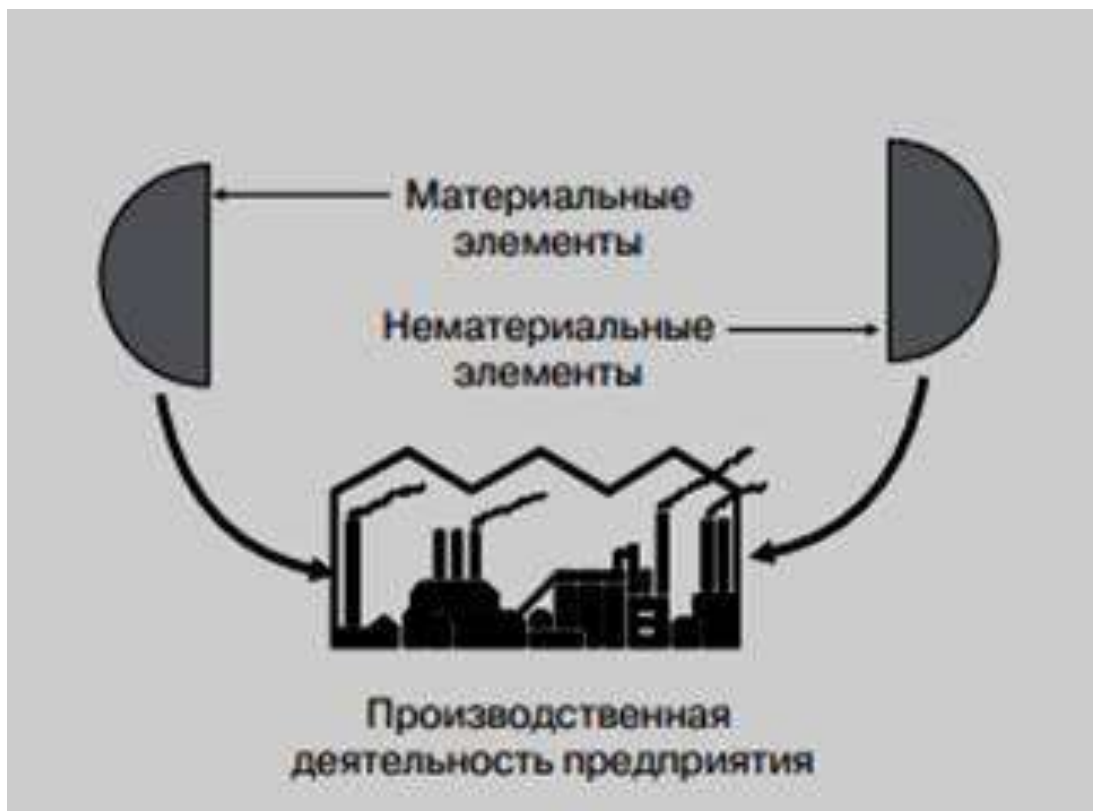 Материальные
элементы
Нематериальные
элементы
Производственная
деятельность предприятия